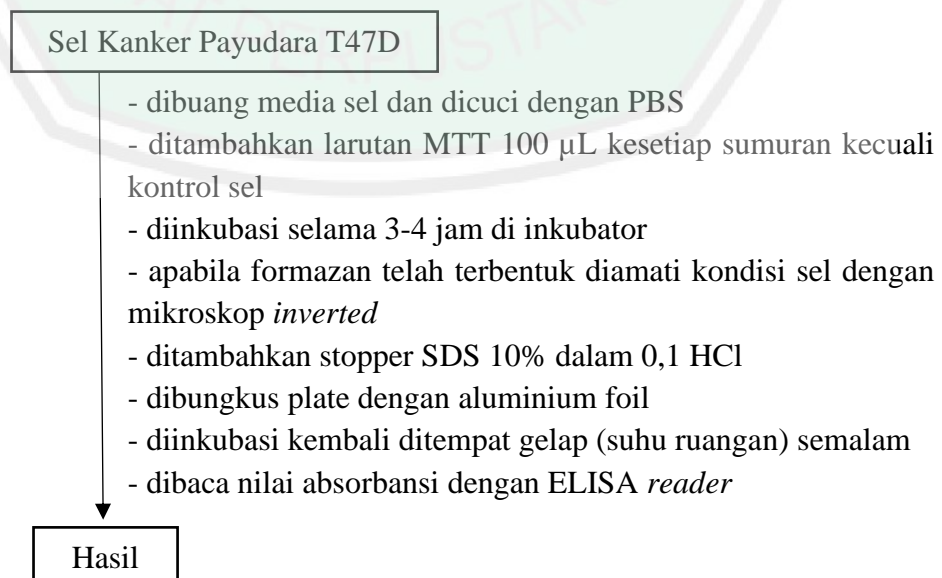 Sel Kanker Payudara T47D
- dibuang media sel dan dicuci dengan PBS
- ditambahkan larutan MTT 100 µL kesetiap sumuran kecuali
kontrol sel
- diinkubasi selama 3-4 jam di inkubator
- apabila formazan telah terbentuk diamati kondisi sel dengan
mikroskop inverted
- ditambahkan stopper SDS 10% dalam 0,1 HCl
- dibungkus plate dengan aluminium foil
- diinkubasi kembali ditempat gelap (suhu ruangan) semalam
- dibaca nilai absorbansi dengan ELISA reader
Hasil